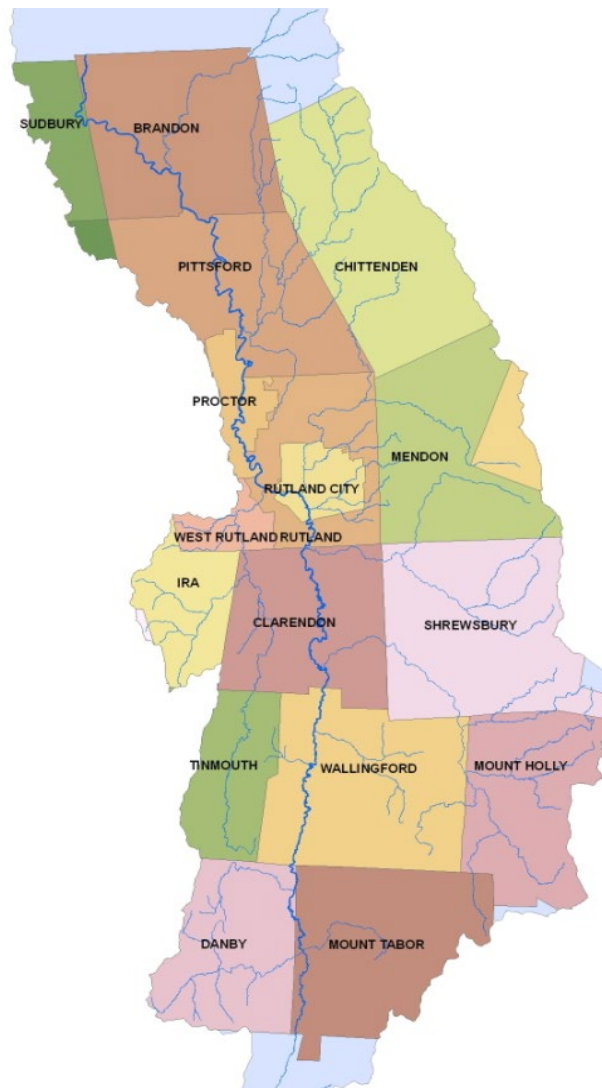 SUDBURY
BRANDON
PITTSFORD
CHITTENDEN
PROCTOR
MENDON
RUTLAND CITY
WEST RUTLAND
RUTLAND
IRA
CLARENDON
SHREWSBURY
TINMOUTH
WALLINGFORD
MOUNT HOLLY
DANBY
MOUNT TABOR